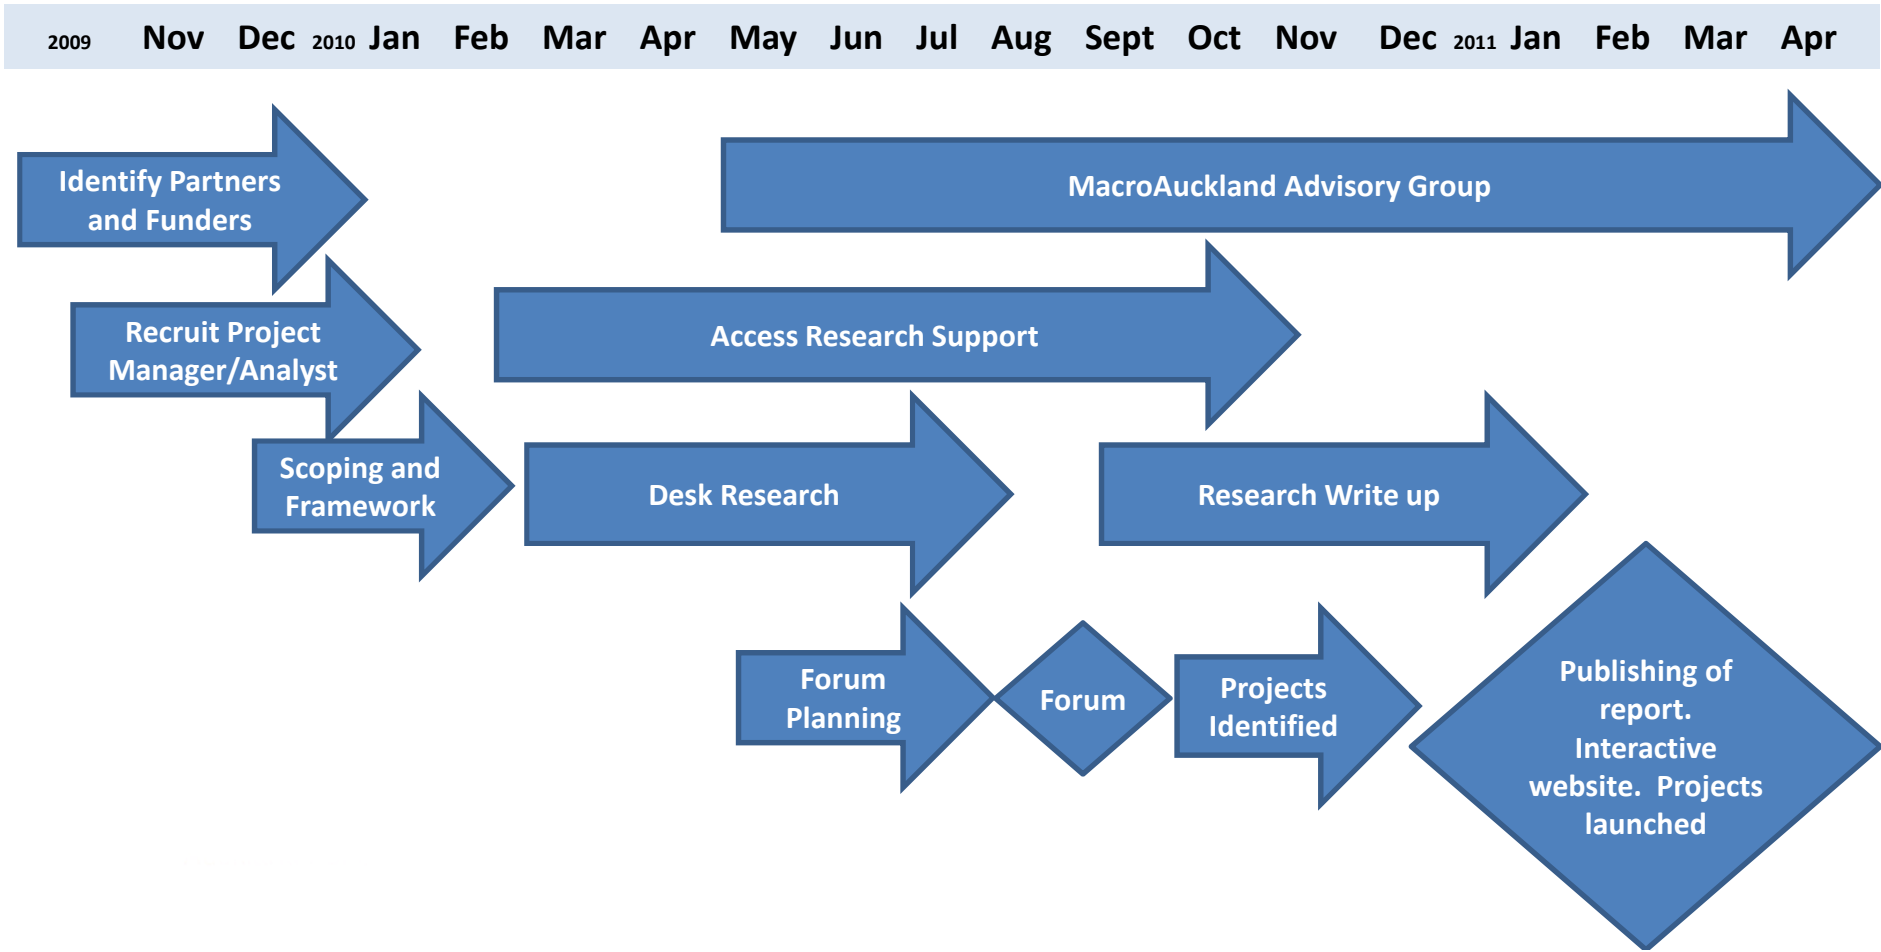 2009 Nov Dec 2010 Jan Feb Mar Apr May Jun Jul Aug Sept Oct Nov Dec 2011 Jan Feb Mar Apr
Identify Partners
and Funders
MacroAuckland Advisory Group
Recruit Project
Manager/Analyst
Access Research Support
Scoping and
Framework
Desk Research
Research Write up
Forum
Planning
Forum
Projects
Identified
Publishing of
report.
Interactive
website.  Projects
launched